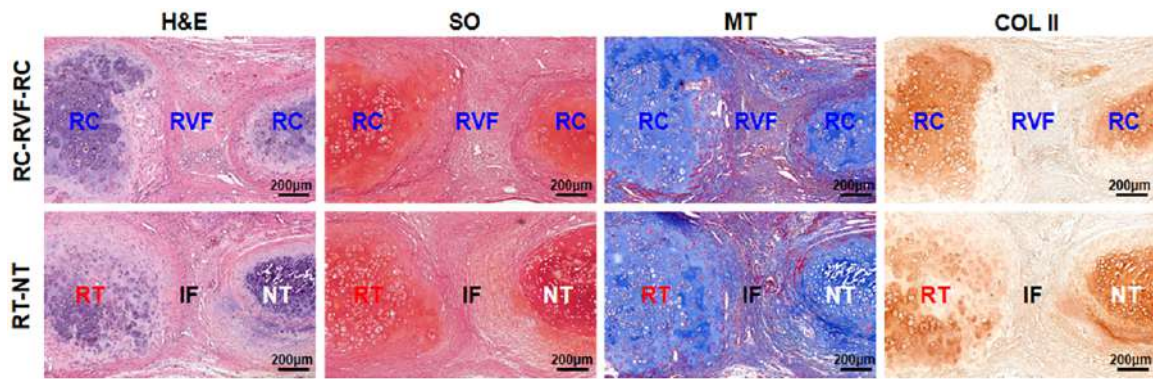 H&E SO MT COL II
RC-RVF-RC
RC RVF RC
200μm
RC RVF RC
200μm
RC RVF RC
200μm
RC RVF RC
200μm
RT-NT
RT IF NT
200μm
RT IF NT
200μm
RT IF NT
200μm
RT IF NT
200μm